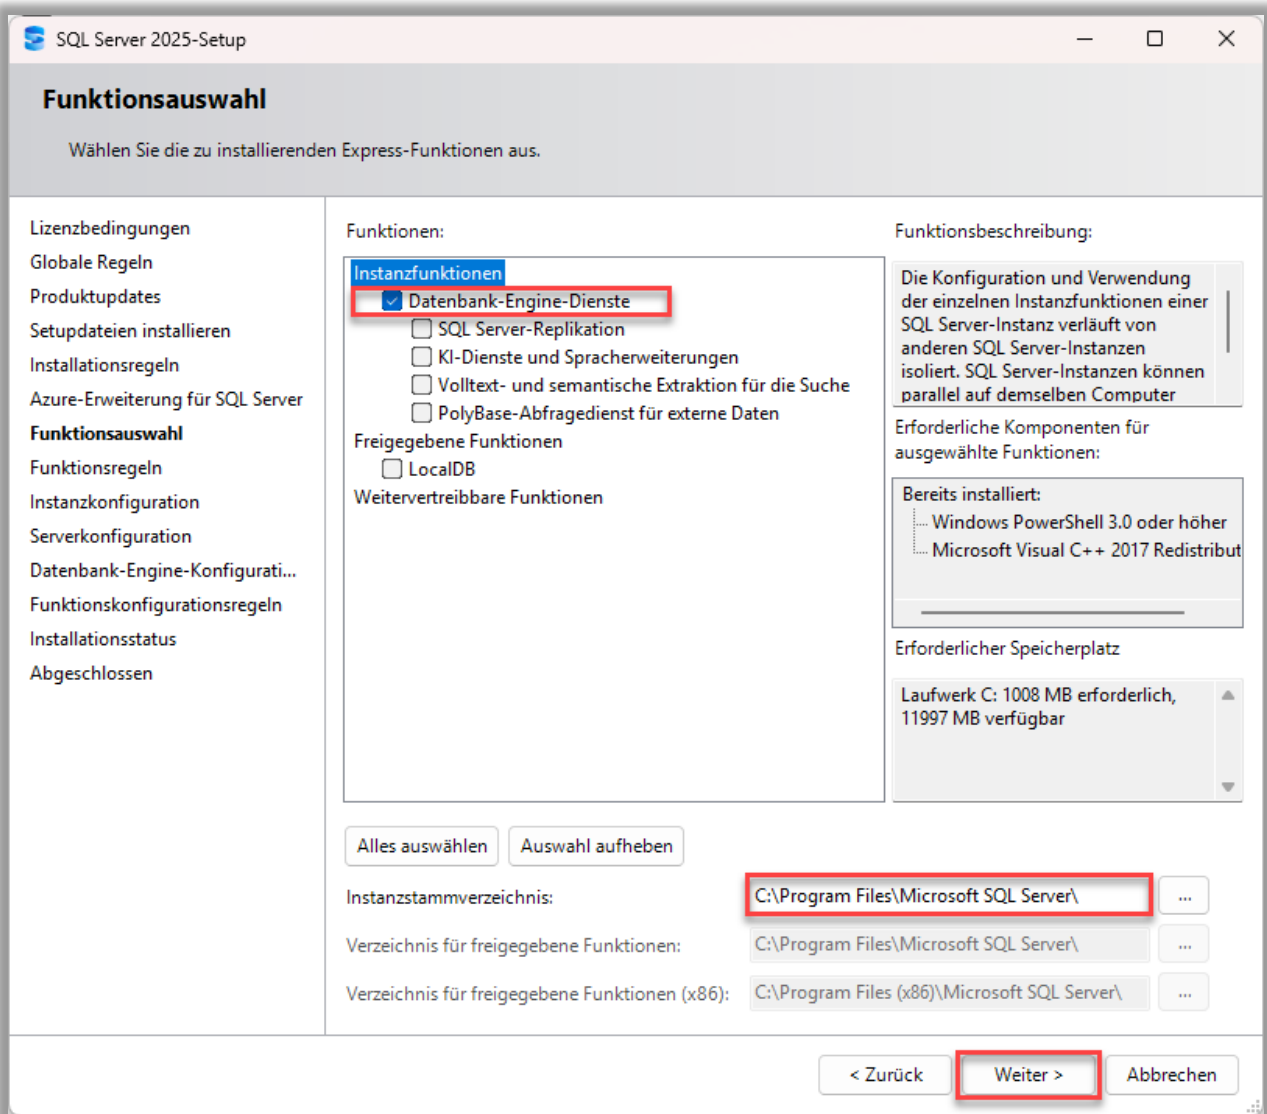 SQL Server 2025-Setup
Funktionsauswahl
Wählen Sie die zu installierenden Express-Funktionen aus.
Lizenzbedingungen
Globale Regeln
Produktupdates
Setupdateien installieren
Installationsregeln
Azure-Erweiterung für SQL Server
Funktionsauswahl
Funktionsregeln
Instanzkonfiguration
Serverkonfiguration
Datenbank-Engine-Konfigurati...
Funktionskonfigurationsregeln
Installationsstatus
Abgeschlossen
Funktionen:
Instanzfunktionen
Datenbank-Engine-Dienste
SQL Server-Replikation
KI-Dienste und Spracherweiterungen
Volltext- und semantische Extraktion für die Suche
PolyBase-Abfragedienst für externe Daten
Freigegebene Funktionen
LocalDB
Weitervertreibbare Funktionen
Funktionsbeschreibung:
Die Konfiguration und Verwendung
der einzelnen Instanzfunktionen einer
SQL Server-Instanz verläuft von
anderen SQL Server-Instanzen
isoliert. SQL Server-Instanzen können
parallel auf demselben Computer
Erforderliche Komponenten für
ausgewählte Funktionen:
Bereits installiert:
Windows PowerShell 3.0 oder höher
Microsoft Visual C++ 2017 Redistribut
Erforderlicher Speicherplatz
Laufwerk C: 1008 MB erforderlich,
11997 MB verfügbar
Alles auswählen
Auswahl aufheben
Instanzstammverzeichnis:
C:\Program Files\Microsoft SQL Server\
...
Verzeichnis für freigegebene Funktionen:
C:\Program Files\Microsoft SQL Server\
...
Verzeichnis für freigegebene Funktionen (x86):
C:\Program Files (x86)\Microsoft SQL Server\
...
< Zurück
Weiter >
Abbrechen